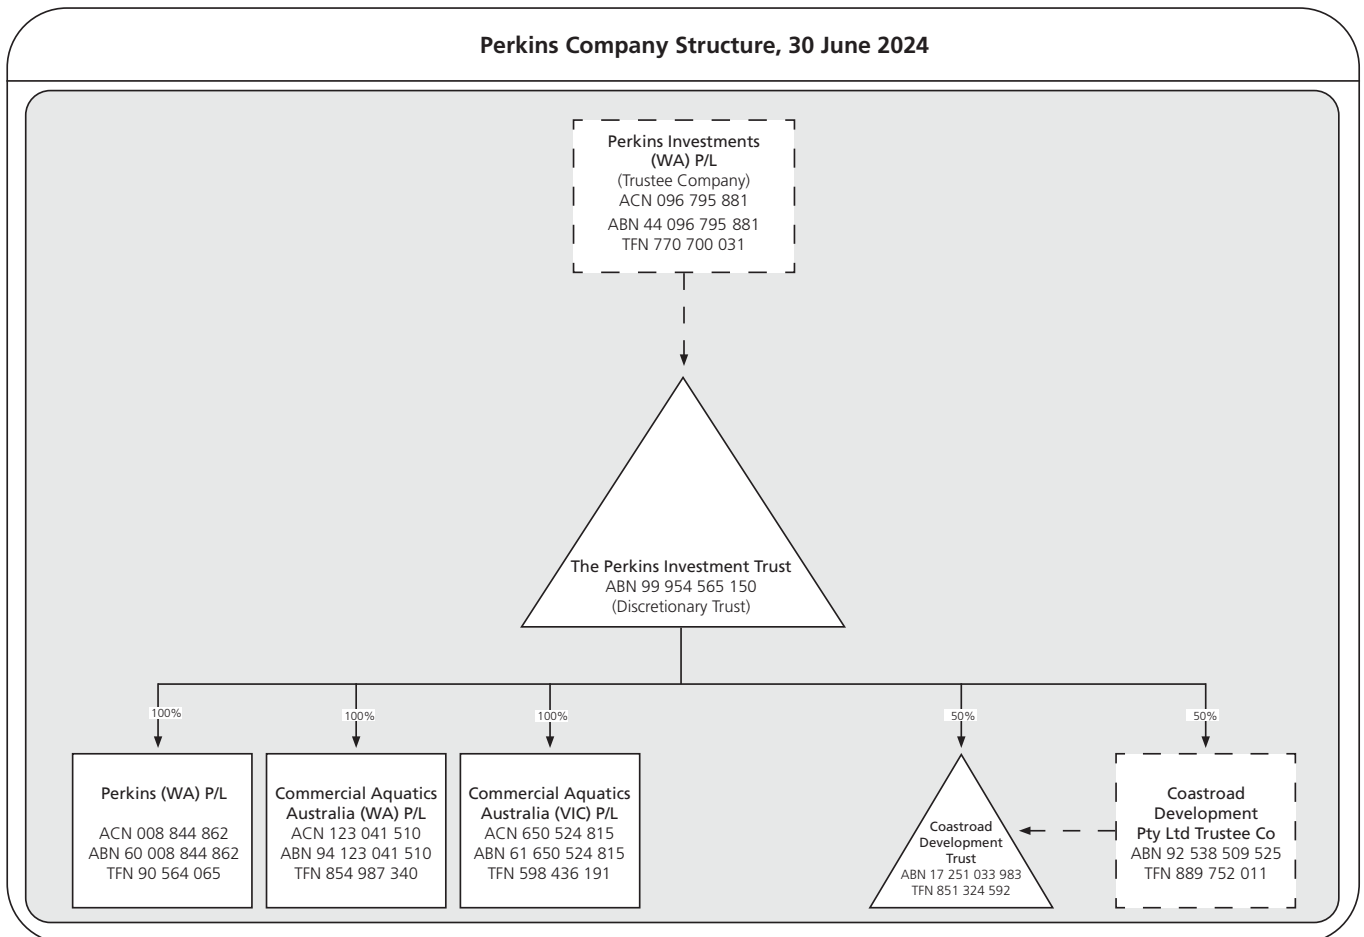 Perkins Company Structure, 30 June 2024
Perkins Investments
(WA) P/L
(Trustee Company)
ACN 096 795 881
ABN 44 096 795 881
TFN 770 700 031
The Perkins Investment Trust
ABN 99 954 565 150
(Discretionary Trust)
100%
100%
100%
50%
50%
Perkins (WA) P/L
ACN 008 844 862
ABN 60 008 844 862
TFN 90 564 065
Commercial Aquatics
Australia (WA) P/L
ACN 123 041 510
ABN 94 123 041 510
TFN 854 987 340
Commercial Aquatics
Australia (VIC) P/L
ACN 650 524 815
ABN 61 650 524 815
TFN 598 436 191
Coastroad
Development
Trust
ABN 17 251 033 983
TFN 851 324 592
Coastroad
Development
Pty Ltd Trustee Co
ABN 92 538 509 525
TFN 889 752 011